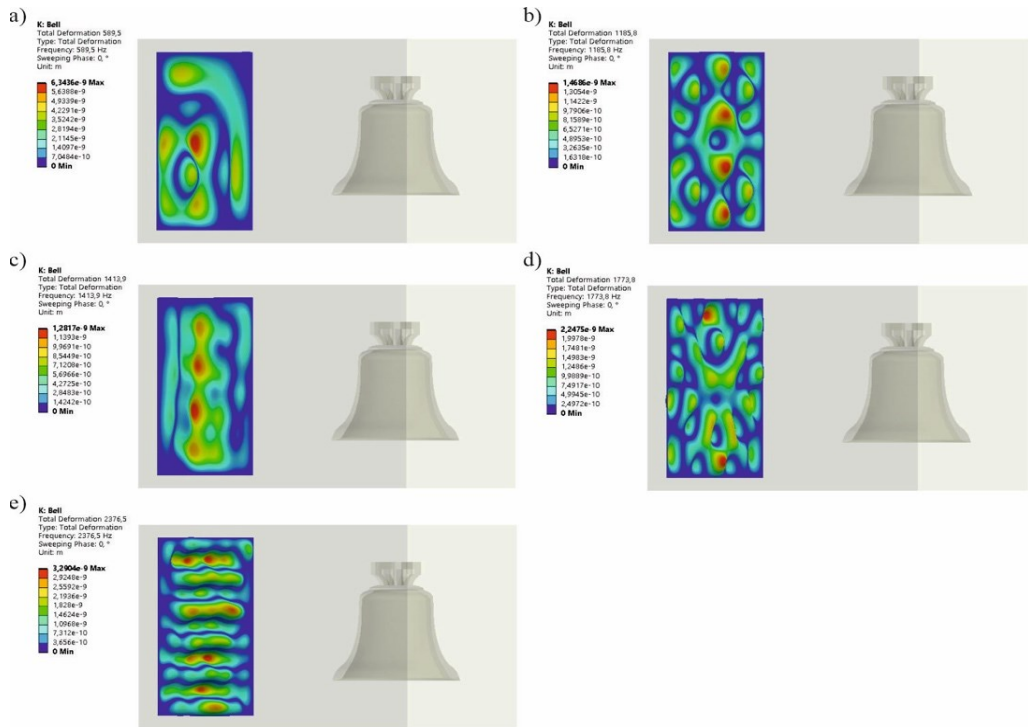 a)
K: Bell
Total Deformation 589,5
Type: Total Deformation
Frequency: 589,5 Hz
Sweeping Phase: 0, °
Unit: m
6,3436e-9 Max
5,6388e-9
4,9339e-9
4,2291e-9
3,5242e-9
2,8194e-9
2,1145e-9
1,4097e-9
7,0484e-10
0 Min
b)
K: Bell
Total Deformation 1185,8
Type: Total Deformation
Frequency: 1185,8 Hz
Sweeping Phase: 0, °
Unit: m
1,4686e-9 Max
1,3054e-9
1,1422e-9
9,7906e-10
8,1589e-10
6,5271e-10
4,8953e-10
3,2635e-10
1,6318e-10
0 Min
c)
K: Bell
Total Deformation 1413,9
Type: Total Deformation
Frequency: 1413,9 Hz
Sweeping Phase: 0, °
Unit: m
1,2817e-9 Max
1,1393e-9
9,9691e-10
8,5449e-10
7,1208e-10
5,6966e-10
4,2725e-10
2,8483e-10
1,4242e-10
0 Min
d)
K: Bell
Total Deformation 1773,8
Type: Total Deformation
Frequency: 1773,8 Hz
Sweeping Phase: 0, °
Unit: m
2,2475e-9 Max
1,9978e-9
1,7481e-9
1,4983e-9
1,2486e-9
9,9889e-10
7,4917e-10
4,9945e-10
2,4972e-10
0 Min
e)
K: Bell
Total Deformation 2376,5
Type: Total Deformation
Frequency: 2376,5 Hz
Sweeping Phase: 0, °
Unit: m
3,2904e-9 Max
2,9248e-9
2,5592e-9
2,1936e-9
1,828e-9
1,4624e-9
1,0968e-9
7,312e-10
3,656e-10
0 Min